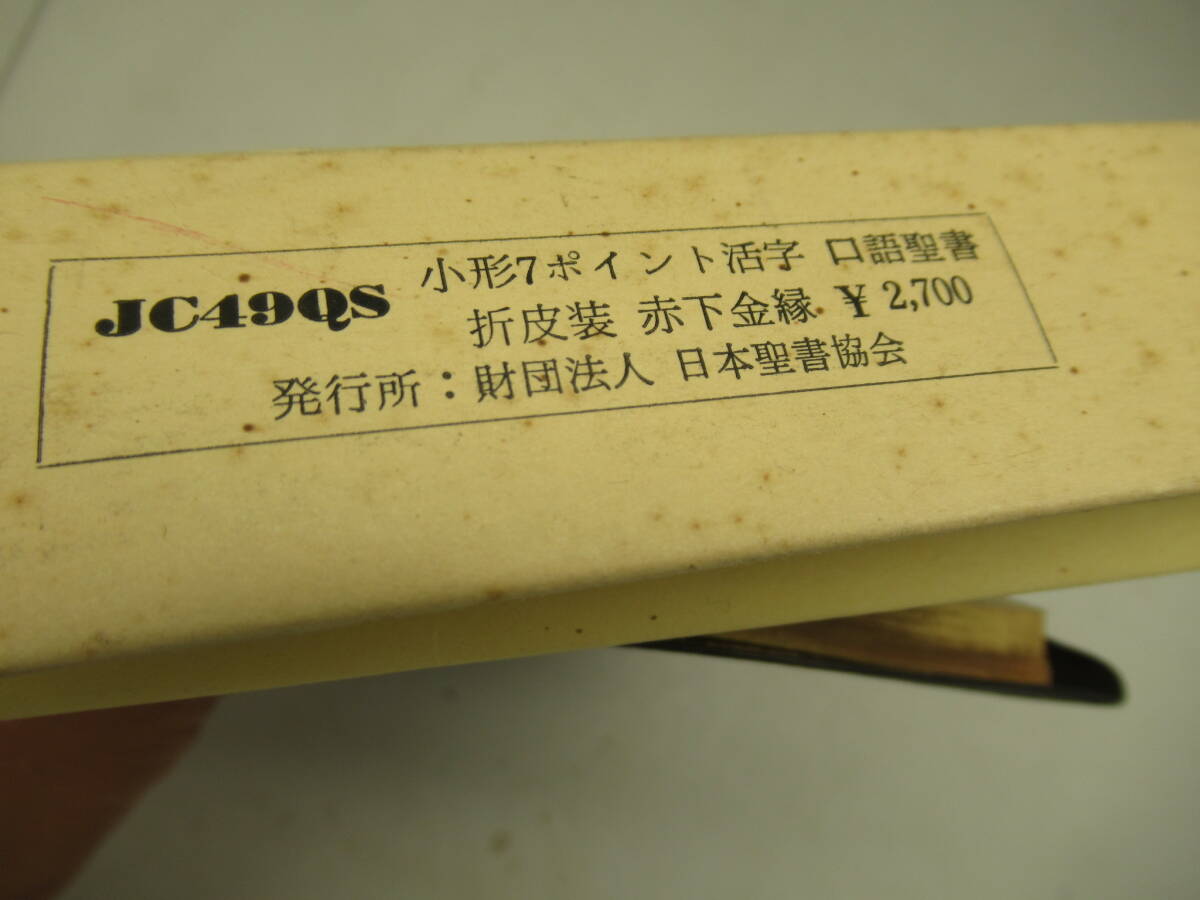 JC49QS 小形7ポイント活字 口語聖書
折皮装 赤下金縁 ¥ 2,700
発行所：財団法人 日本聖書協会